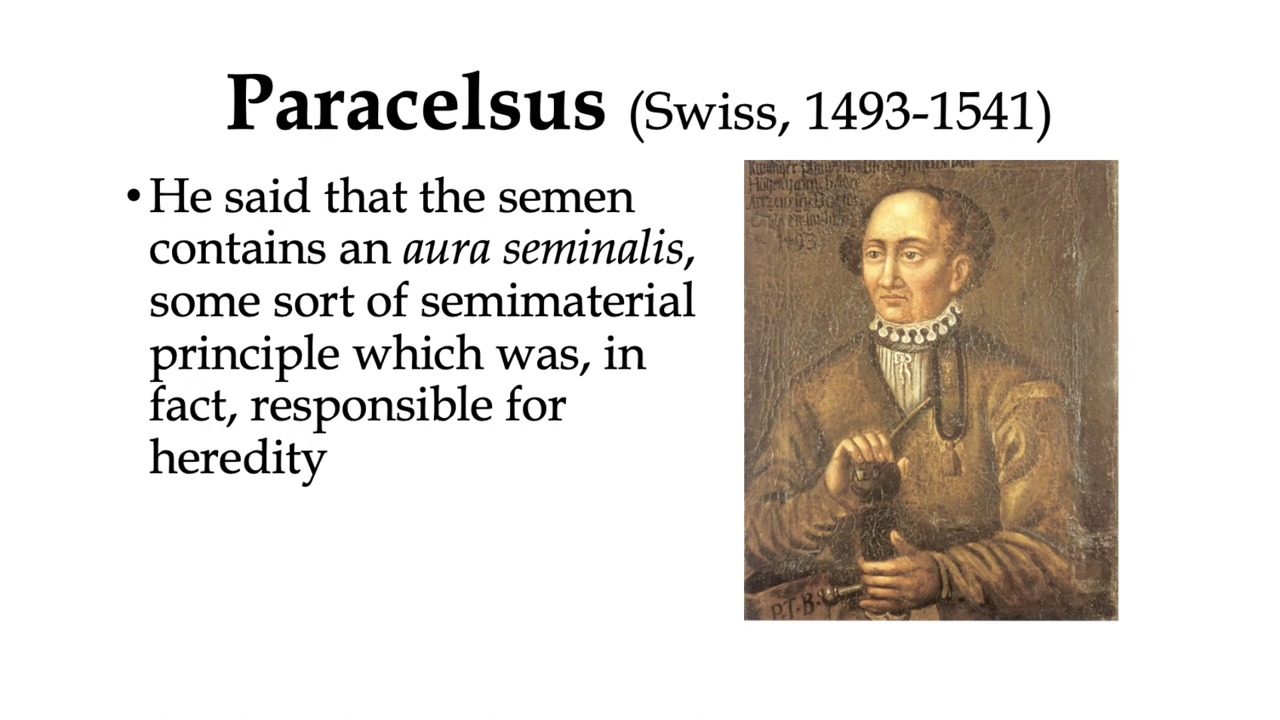 Paracelsus (Swiss, 1493-1541)
• He said that the semen
contains an aura seminalis,
some sort of semimaterial
principle which was, in
fact, responsible for
heredity
1493
P.T.B.